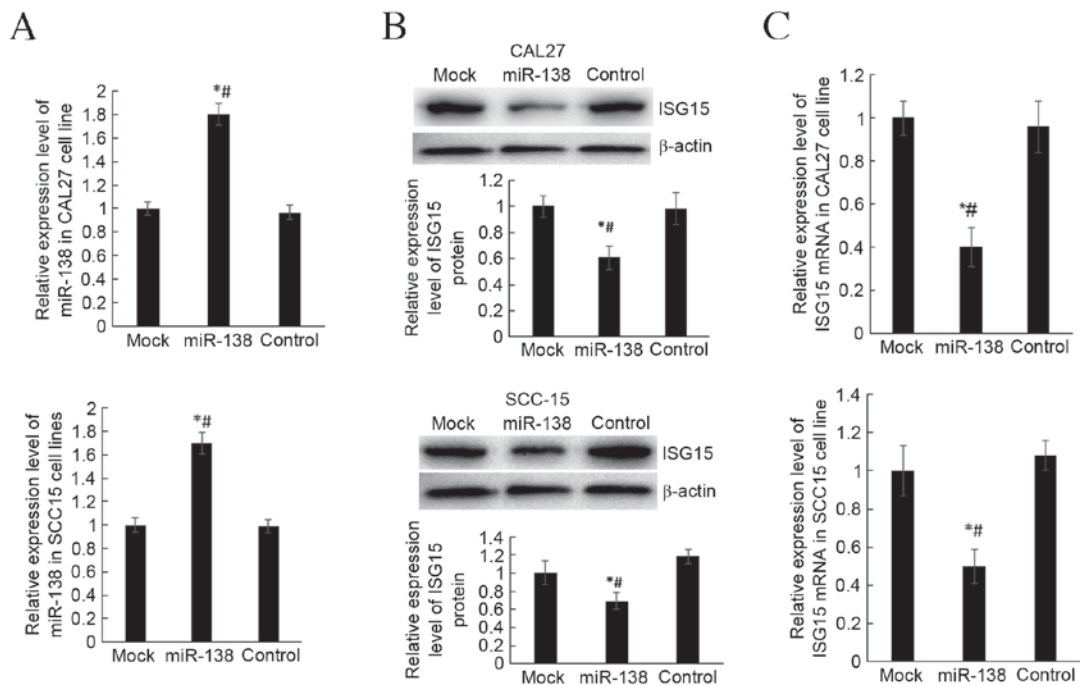 A
Relative expression level of
miR-138 in CAL27 cell line
2
1.8
1.6
1.4
1.2
1
0.8
0.6
0.4
0.2
0
*#
Mock miR-138 Control
Relative expression level of
miR-138 in SCC15 cell lines
2
1.8
1.6
1.4
1.2
1
0.8
0.6
0.4
0.2
0
*#
Mock miR-138 Control
B
CAL27
Mock miR-138 Control
ISG15
β-actin
Relative expression
level of ISG15
protein
1.2
1
0.8
0.6
0.4
0.2
0
*#
Mock miR-138 Control
SCC-15
Mock miR-138 Control
ISG15
β-actin
Relative espression
level of ISG15
protein
1.4
1.2
1
0.8
0.6
0.4
0.2
0
*#
Mock miR-138 Control
C
Relative expression level of
ISG15 mRNA in CAL27 cell line
1.2
1
0.8
0.6
0.4
0.2
0
*#
Mock miR-138 Control
Relative expression level of
ISG15 mRNA in SCC15 cell line
1.4
1.2
1
0.8
0.6
0.4
0.2
0
*#
Mock miR-138 Control